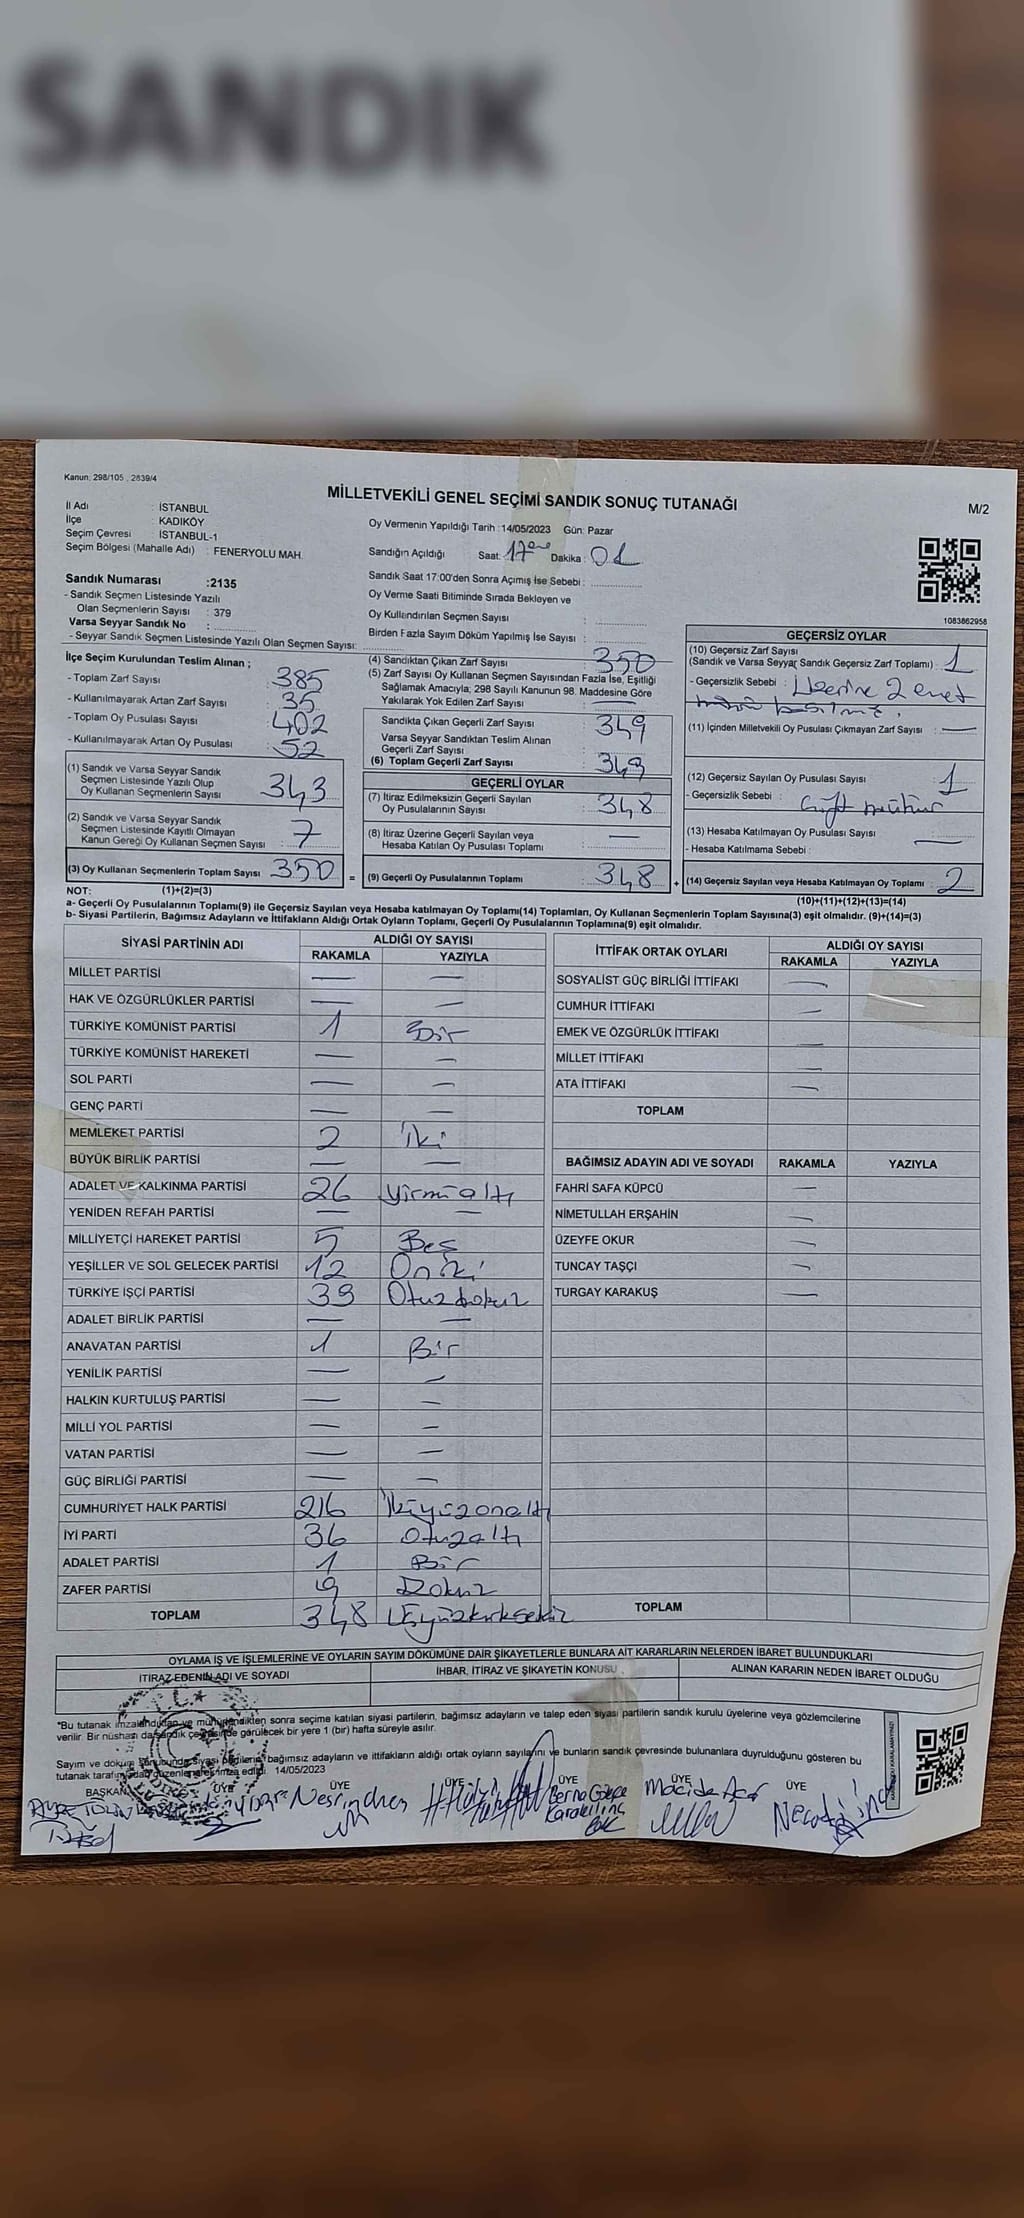 SANDIK
Kanun: 298/105 , 2839/4
MİLLETVEKİLİ GENEL SEÇİMİ SANDIK SONUÇ TUTANAĞI
M/2
İl Adı : İSTANBUL
İlçe : KADIKÖY
Seçim Çevresi : İSTANBUL-1
Seçim Bölgesi (Mahalle Adı) : FENERYOLU MAH.
Oy Vermenin Yapıldığı Tarih : 14/05/2023 Gün: Pazar
Sandığın Açıldığı Saat: 17 Dakika : 01
Sandık Saat 17:00'den Sonra Açımış İse Sebebi :
Oy Verme Saati Bitiminde Sırada Bekleyen ve
Oy Kullandırılan Seçmen Sayısı :
Birden Fazla Sayım Döküm Yapılmış İse Sayısı :
1083862958
Sandık Numarası :2135
- Sandık Seçmen Listesinde Yazılı
Olan Seçmenlerin Sayısı : 379
Varsa Seyyar Sandık No :
- Seyyar Sandık Seçmen Listesinde Yazılı Olan Seçmen Sayısı:
İlçe Seçim Kurulundan Teslim Alınan ;
- Toplam Zarf Sayısı : 385
- Kullanılmayarak Artan Zarf Sayısı : 35
- Toplam Oy Pusulası Sayısı : 402
- Kullanılmayarak Artan Oy Pusulası : 52
(1) Sandık ve Varsa Seyyar Sandık
Seçmen Listesinde Yazılı Olup
Oy Kullanan Seçmenlerin Sayısı : 343
(2) Sandık ve Varsa Seyyar Sandık
Seçmen Listesinde Kayıtlı Olmayan
Kanun Gereği Oy Kullanan Seçmen Sayısı : 7
(3) Oy Kullanan Seçmenlerin Toplam Sayısı : 350 =
(4) Sandıktan Çıkan Zarf Sayısı : 350
(5) Zarf Sayısı Oy Kullanan Seçmen Sayısından Fazla İse, Eşitliği
Sağlamak Amacıyla; 298 Sayılı Kanunun 98. Maddesine Göre
Yakılarak Yok Edilen Zarf Sayısı : —
Sandıkta Çıkan Geçerli Zarf Sayısı : 349
Varsa Seyyar Sandıktan Teslim Alınan
Geçerli Zarf Sayısı :
(6) Toplam Geçerli Zarf Sayısı : 349
GEÇERLİ OYLAR
(7) İtiraz Edilmeksizin Geçerli Sayılan
Oy Pusulalarının Sayısı : 348
(8) İtiraz Üzerine Geçerli Sayılan veya
Hesaba Katılan Oy Pusulası Toplamı : —
(9) Geçerli Oy Pusulalarının Toplamı : 348 +
GEÇERSİZ OYLAR
(10) Geçersiz Zarf Sayısı
(Sandık ve Varsa Seyyar Sandık Geçersiz Zarf Toplamı) : 1
- Geçersizlik Sebebi : Üzerine 2 evet
(11) İçinden Milletvekili Oy Pusulası Çıkmayan Zarf Sayısı : —
(12) Geçersiz Sayılan Oy Pusulası Sayısı : 1
- Geçersizlik Sebebi : Çift mühür
(13) Hesaba Katılmayan Oy Pusulası Sayısı : —
- Hesaba Katılmama Sebebi :
(14) Geçersiz Sayılan veya Hesaba Katılmayan Oy Toplamı : 2
NOT: (1)+(2)=(3)
(10)+(11)+(12)+(13)=(14)
a- Geçerli Oy Pusulalarının Toplamı(9) ile Geçersiz Sayılan veya Hesaba katılmayan Oy Toplamı(14) Toplamları, Oy Kullanan Seçmenlerin Toplam Sayısına(3) eşit olmalıdır. (9)+(14)=(3)
b- Siyasi Partilerin, Bağımsız Adayların ve İttifakların Aldığı Oyların Toplamı, Geçerli Oy Pusulalarının Toplamına(9) eşit olmalıdır.
SİYASİ PARTİNİN ADI ALDIĞI OY SAYISI
RAKAMLA YAZIYLA
MİLLET PARTİSİ — —
HAK VE ÖZGÜRLÜKLER PARTİSİ — —
TÜRKİYE KOMÜNİST PARTİSİ 1 Bir
TÜRKİYE KOMÜNİST HAREKETİ — —
SOL PARTİ — —
GENÇ PARTİ — —
MEMLEKET PARTİSİ 2 İki
BÜYÜK BİRLİK PARTİSİ — —
ADALET VE KALKINMA PARTİSİ 26 Yirmialtı
YENİDEN REFAH PARTİSİ — —
MİLLİYETÇİ HAREKET PARTİSİ 5 Beş
YEŞİLLER VE SOL GELECEK PARTİSİ 12 Oniki
TÜRKİYE İŞÇİ PARTİSİ 39 Otuzdokuz
ADALET BİRLİK PARTİSİ — —
ANAVATAN PARTİSİ 1 Bir
YENİLİK PARTİSİ — —
HALKIN KURTULUŞ PARTİSİ — —
MİLLİ YOL PARTİSİ — —
VATAN PARTİSİ — —
GÜÇ BİRLİĞİ PARTİSİ — —
CUMHURİYET HALK PARTİSİ 216 İkiyüzonaltı
İYİ PARTİ 36 Otuzaltı
ADALET PARTİSİ 1 Bir
ZAFER PARTİSİ 9 Dokuz
TOPLAM 348 Üçyüzkırksekiz
İTTİFAK ORTAK OYLARI ALDIĞI OY SAYISI
RAKAMLA YAZIYLA
SOSYALİST GÜÇ BİRLİĞİ İTTİFAKI —
CUMHUR İTTİFAKI —
EMEK VE ÖZGÜRLÜK İTTİFAKI —
MİLLET İTTİFAKI —
ATA İTTİFAKI —
TOPLAM
BAĞIMSIZ ADAYIN ADI VE SOYADI RAKAMLA YAZIYLA
FAHRİ SAFA KÜPCÜ —
NİMETULLAH ERŞAHİN —
ÜZEYFE OKUR —
TUNCAY TAŞÇI —
TURGAY KARAKUŞ —
TOPLAM
OYLAMA İŞ VE İŞLEMLERİNE VE OYLARIN SAYIM DÖKÜMÜNE DAİR ŞİKAYETLERLE BUNLARA AİT KARARLARIN NELERDEN İBARET BULUNDUKLARI
İTİRAZ EDENİN ADI VE SOYADI İHBAR, İTİRAZ VE ŞİKAYETİN KONUSU ALINAN KARARIN NEDEN İBARET OLDUĞU
*Bu tutanak imzalandıktan ve mühürlendikten sonra seçime katılan siyasi partilerin, bağımsız adayların ve talep eden siyasi partilerin sandık kurulu üyelerine veya gözlemcilerine
verilir. Bir nüshası da sandık çevresinde görülecek bir yere 1 (bir) hafta süreyle asılır.
Sayım ve döküm sonucunda siyasi partilerin, bağımsız adayların ve ittifakların aldığı ortak oyların sayılarını ve bunların sandık çevresinde bulunanlara duyrulduğunu gösteren bu
tutanak tarafımızdan düzenlenerek imza edildi. 14/05/2023
BAŞKAN ÜYE ÜYE ÜYE ÜYE ÜYE
Berna Gökçe
Karakılınç